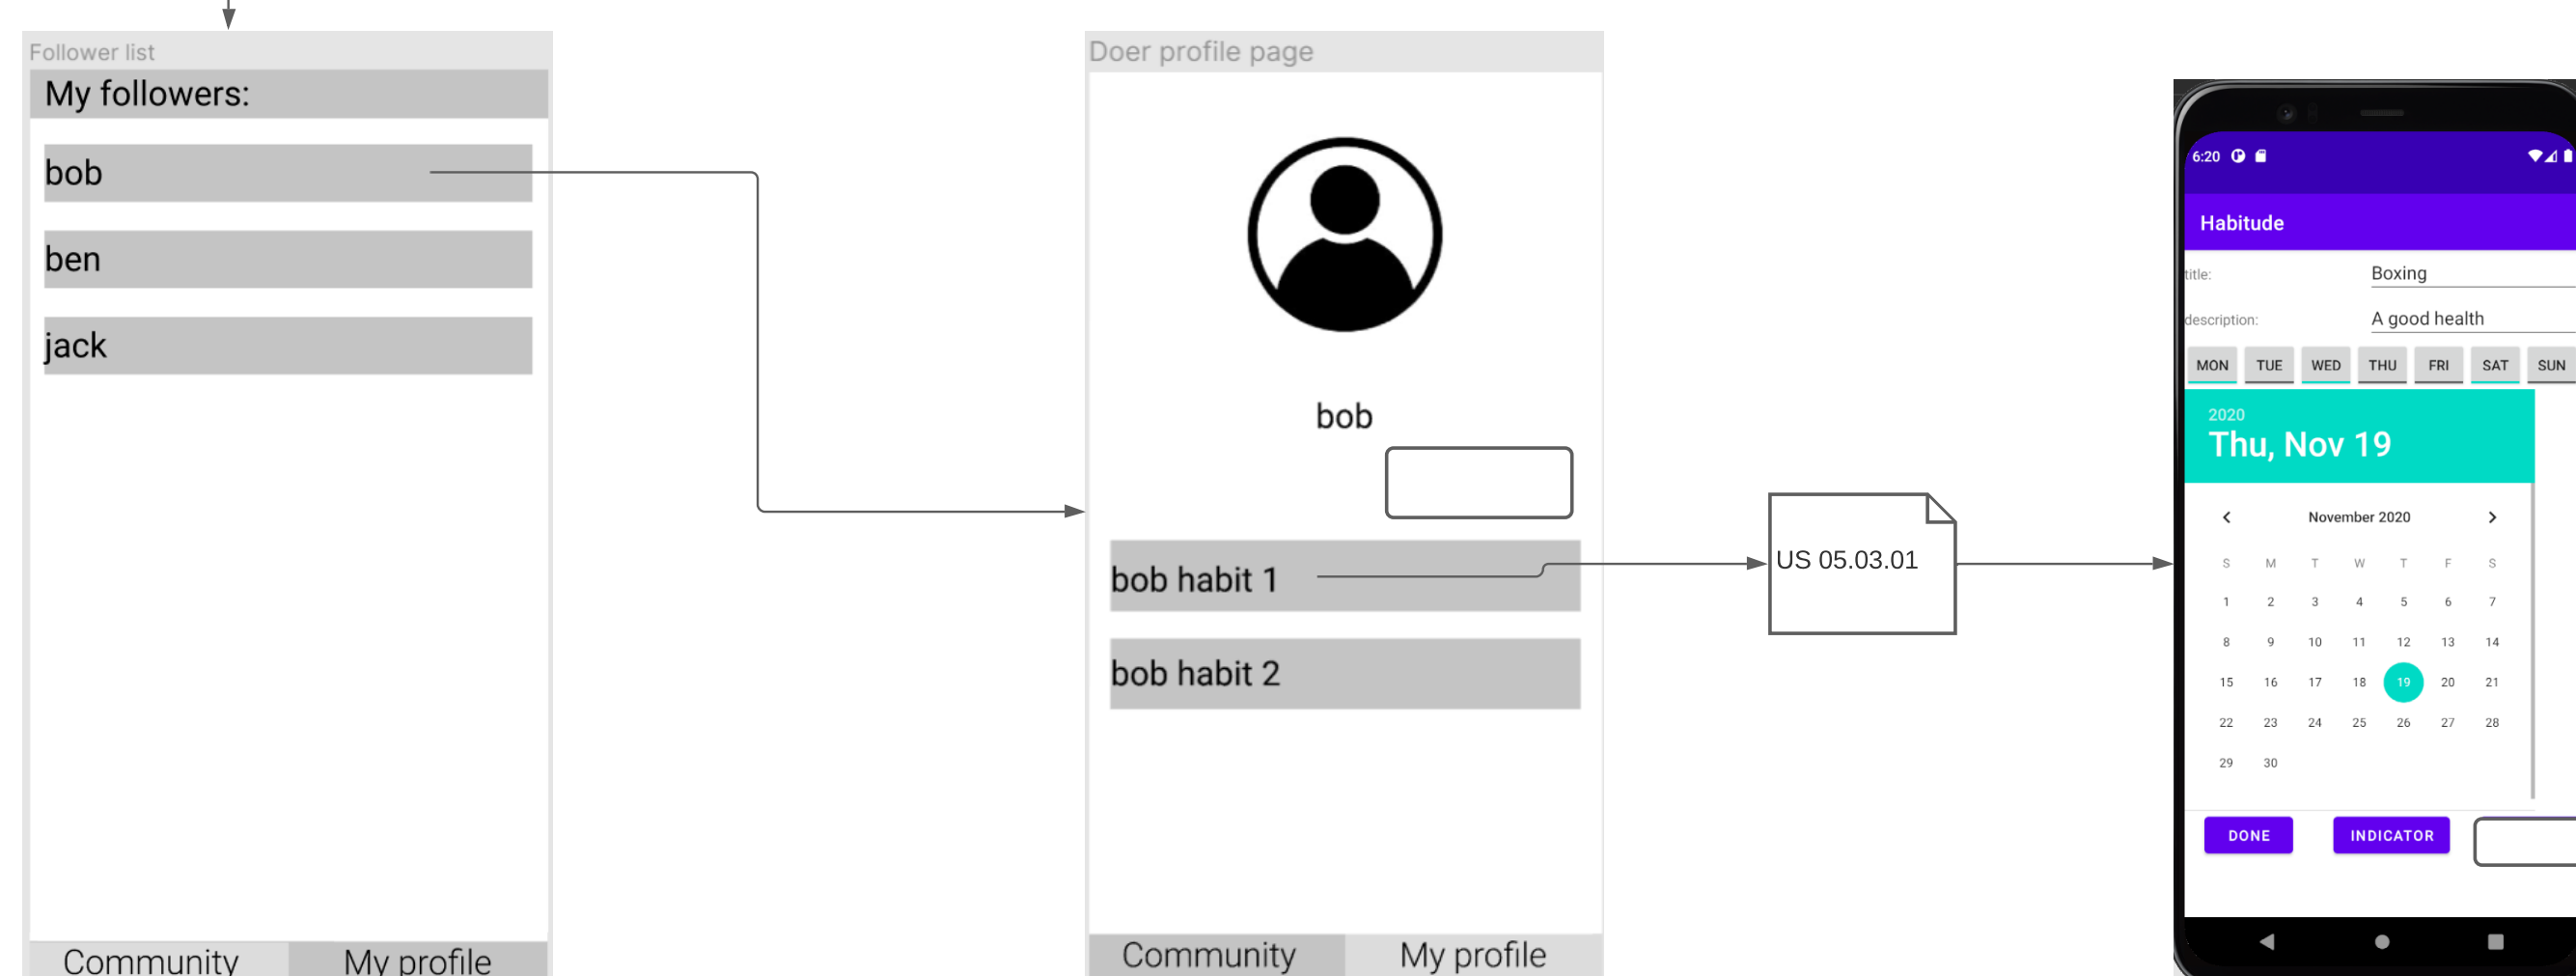 Follower list
My followers:
bob
ben
jack
Community My profile
Doer profile page
bob
bob habit 1
bob habit 2
Community My profile
US 05.03.01
6:20
Habitude
title: Boxing
description: A good health
MON TUE WED THU FRI SAT SUN
2020
Thu, Nov 19
November 2020
S M T W T F S
1 2 3 4 5 6 7
8 9 10 11 12 13 14
15 16 17 18 19 20 21
22 23 24 25 26 27 28
29 30
DONE INDICATOR